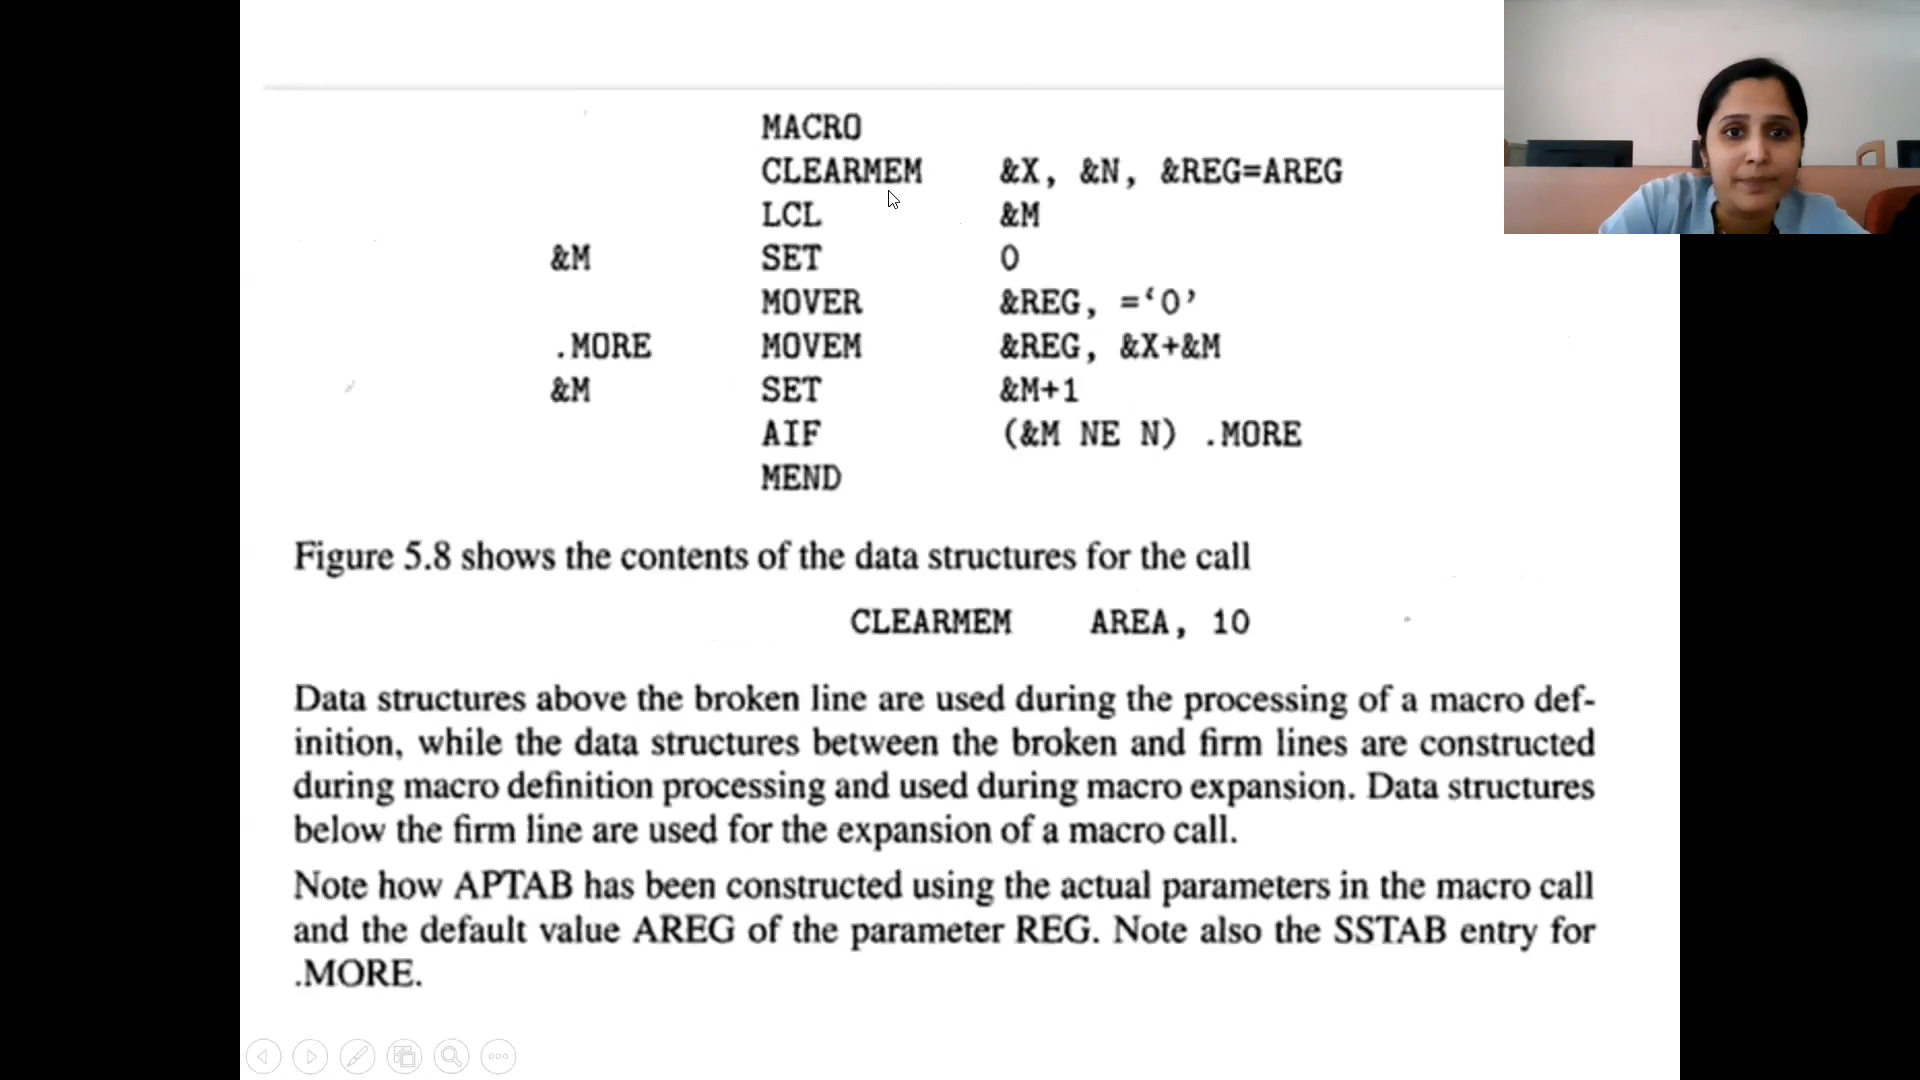 MACRO
CLEARMEM &X, &N, &REG=AREG
LCL &M
&M SET 0
MOVER &REG, =‘0’
.MORE MOVEM &REG, &X+&M
&M SET &M+1
AIF (&M NE N) .MORE
MEND
Figure 5.8 shows the contents of the data structures for the call
CLEARMEM AREA, 10
Data structures above the broken line are used during the processing of a macro def-
inition, while the data structures between the broken and firm lines are constructed
during macro definition processing and used during macro expansion. Data structures
below the firm line are used for the expansion of a macro call.
Note how APTAB has been constructed using the actual parameters in the macro call
and the default value AREG of the parameter REG. Note also the SSTAB entry for
.MORE.